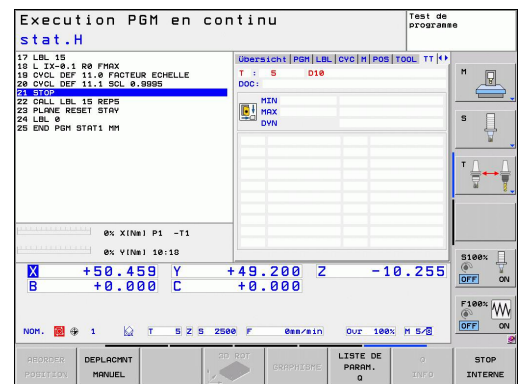 Execution PGM en continu
stat.H
Test de
programme
17 LBL 15
18 L IX-0.1 R0 FMAX
19 CYCL DEF 11.0 FACTEUR ECHELLE
20 CYCL DEF 11.1 SCL 0.9995
21 STOP
22 CALL LBL 15 REP5
23 PLANE RESET STAY
24 LBL 0
25 END PGM STAT1 MM
Übersicht PGM LBL CYC M POS TOOL TT
T : 5 D10
DOC:
MIN
MAX
DYN
M
S
T
0% X[Nm] P1 -T1
0% Y[Nm] 10:18
X +50.459 Y +49.200 Z -10.255
B +0.000 C +0.000
NOM. 1 T 5 Z S 2500 F 0mm/min Ovr 100% M 5/8
S100%
OFF ON
F100%
OFF ON
ABORDER
POSITION
DEPLACMNT
MANUEL
3D ROT
GRAPHISME
LISTE DE
PARAM.
Q
Q
INFO
STOP
INTERNE